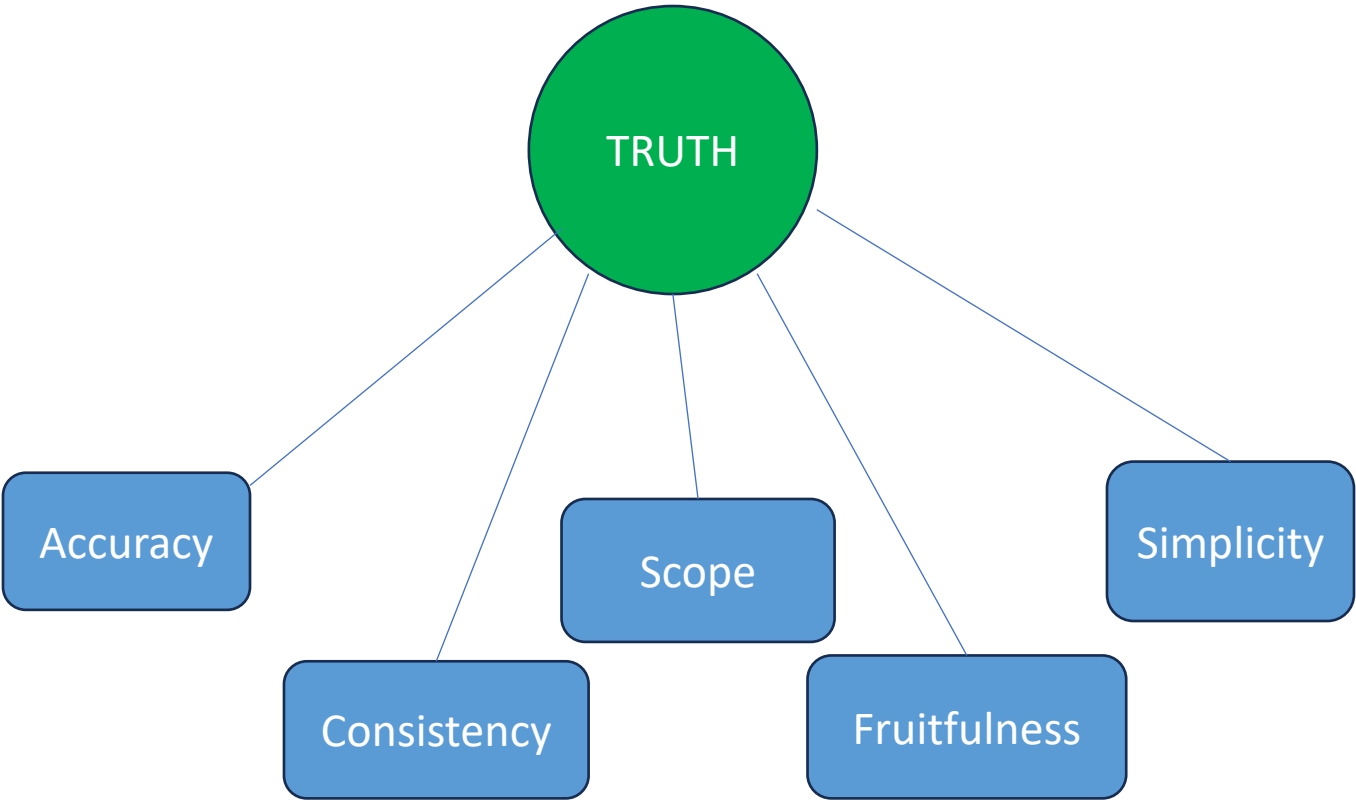 TRUTH
Accuracy
Consistency
Scope
Fruitfulness
Simplicity